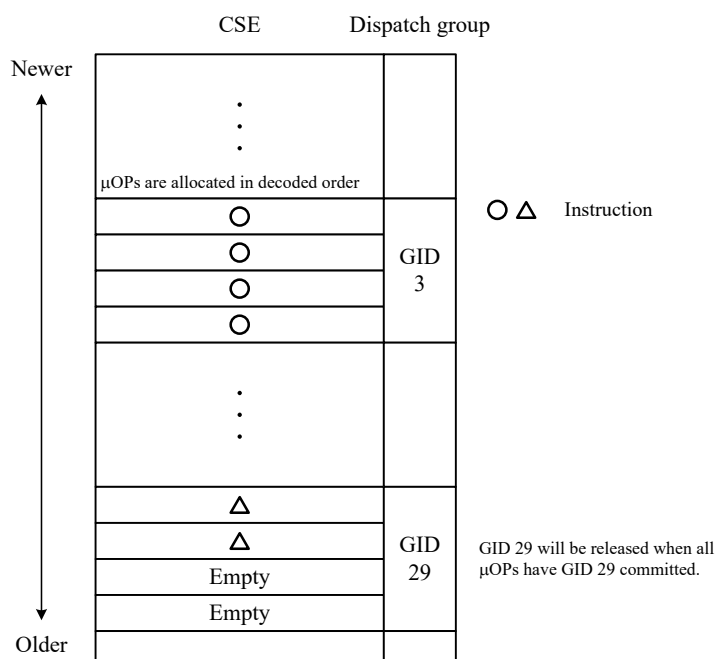 CSE Dispatch group
Newer
μOPs are allocated in decoded order
Instruction
GID
3
GID
29
Empty
Empty
GID 29 will be released when all
μOPs have GID 29 committed.
Older